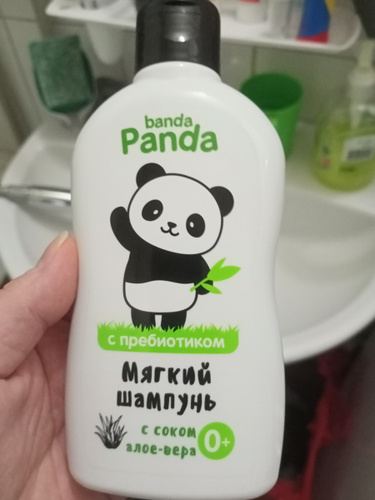 banda
Panda
с пребиотиком
Мягкий
шампунь
с соком
алое-вера
0+